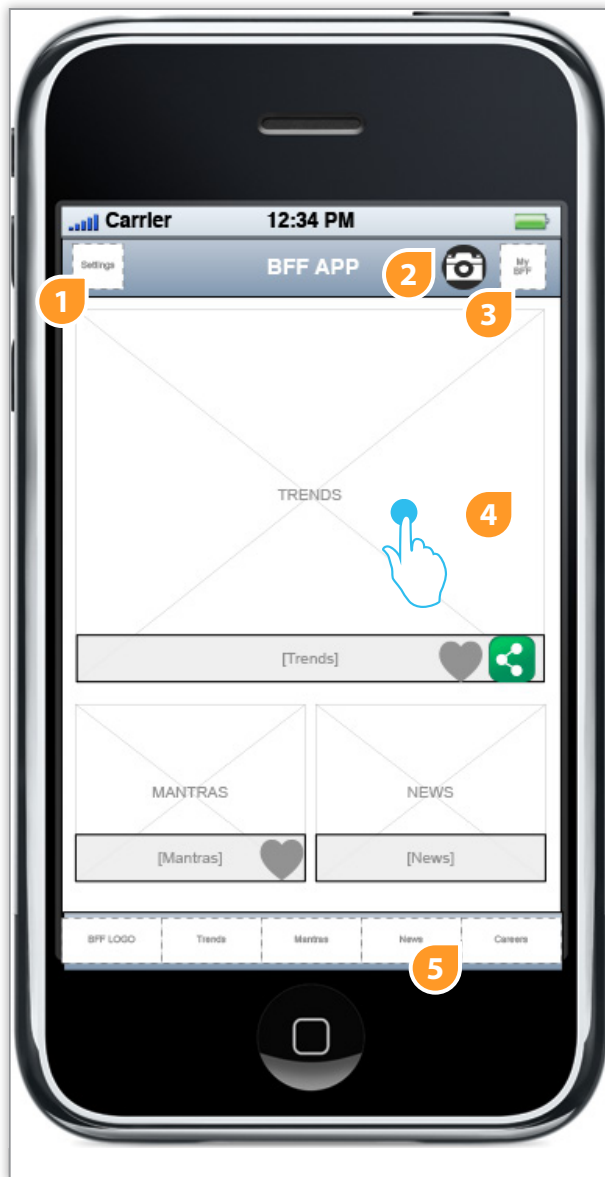 Carrier 12:34 PM
Settings BFF APP 2 My
BFF
1 3
TRENDS
4
[Trends]
MANTRAS NEWS
[Mantras] [News]
BFF LOGO Trends Mantras News Careers
5